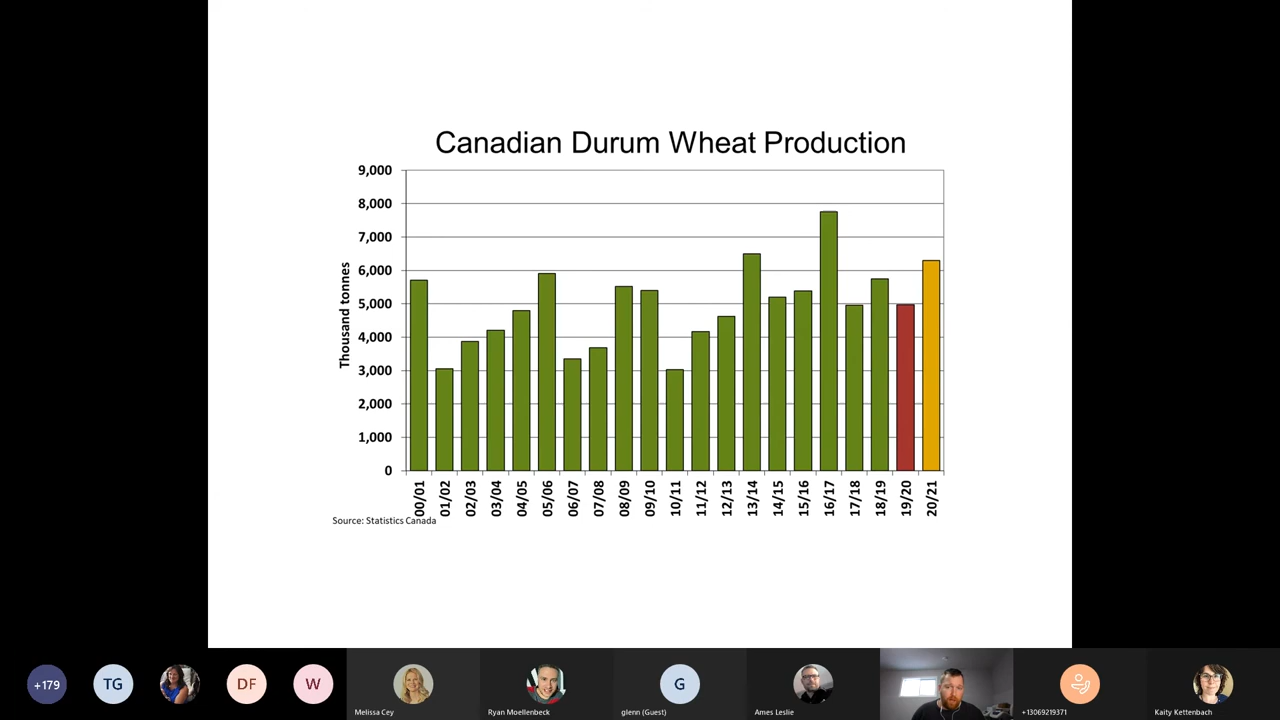 Canadian Durum Wheat Production
Thousand tonnes
9,000
8,000
7,000
6,000
5,000
4,000
3,000
2,000
1,000
0
00/01 01/02 02/03 03/04 04/05 05/06 06/07 07/08 08/09 09/10 10/11 11/12 12/13 13/14 14/15 15/16 16/17 17/18 18/19 19/20 20/21
Source: Statistics Canada
+179 TG DF W G
Melissa Cey Ryan Moellenbeck glenn (Guest) Ames Leslie +13069219371 Kaity Kettenbach